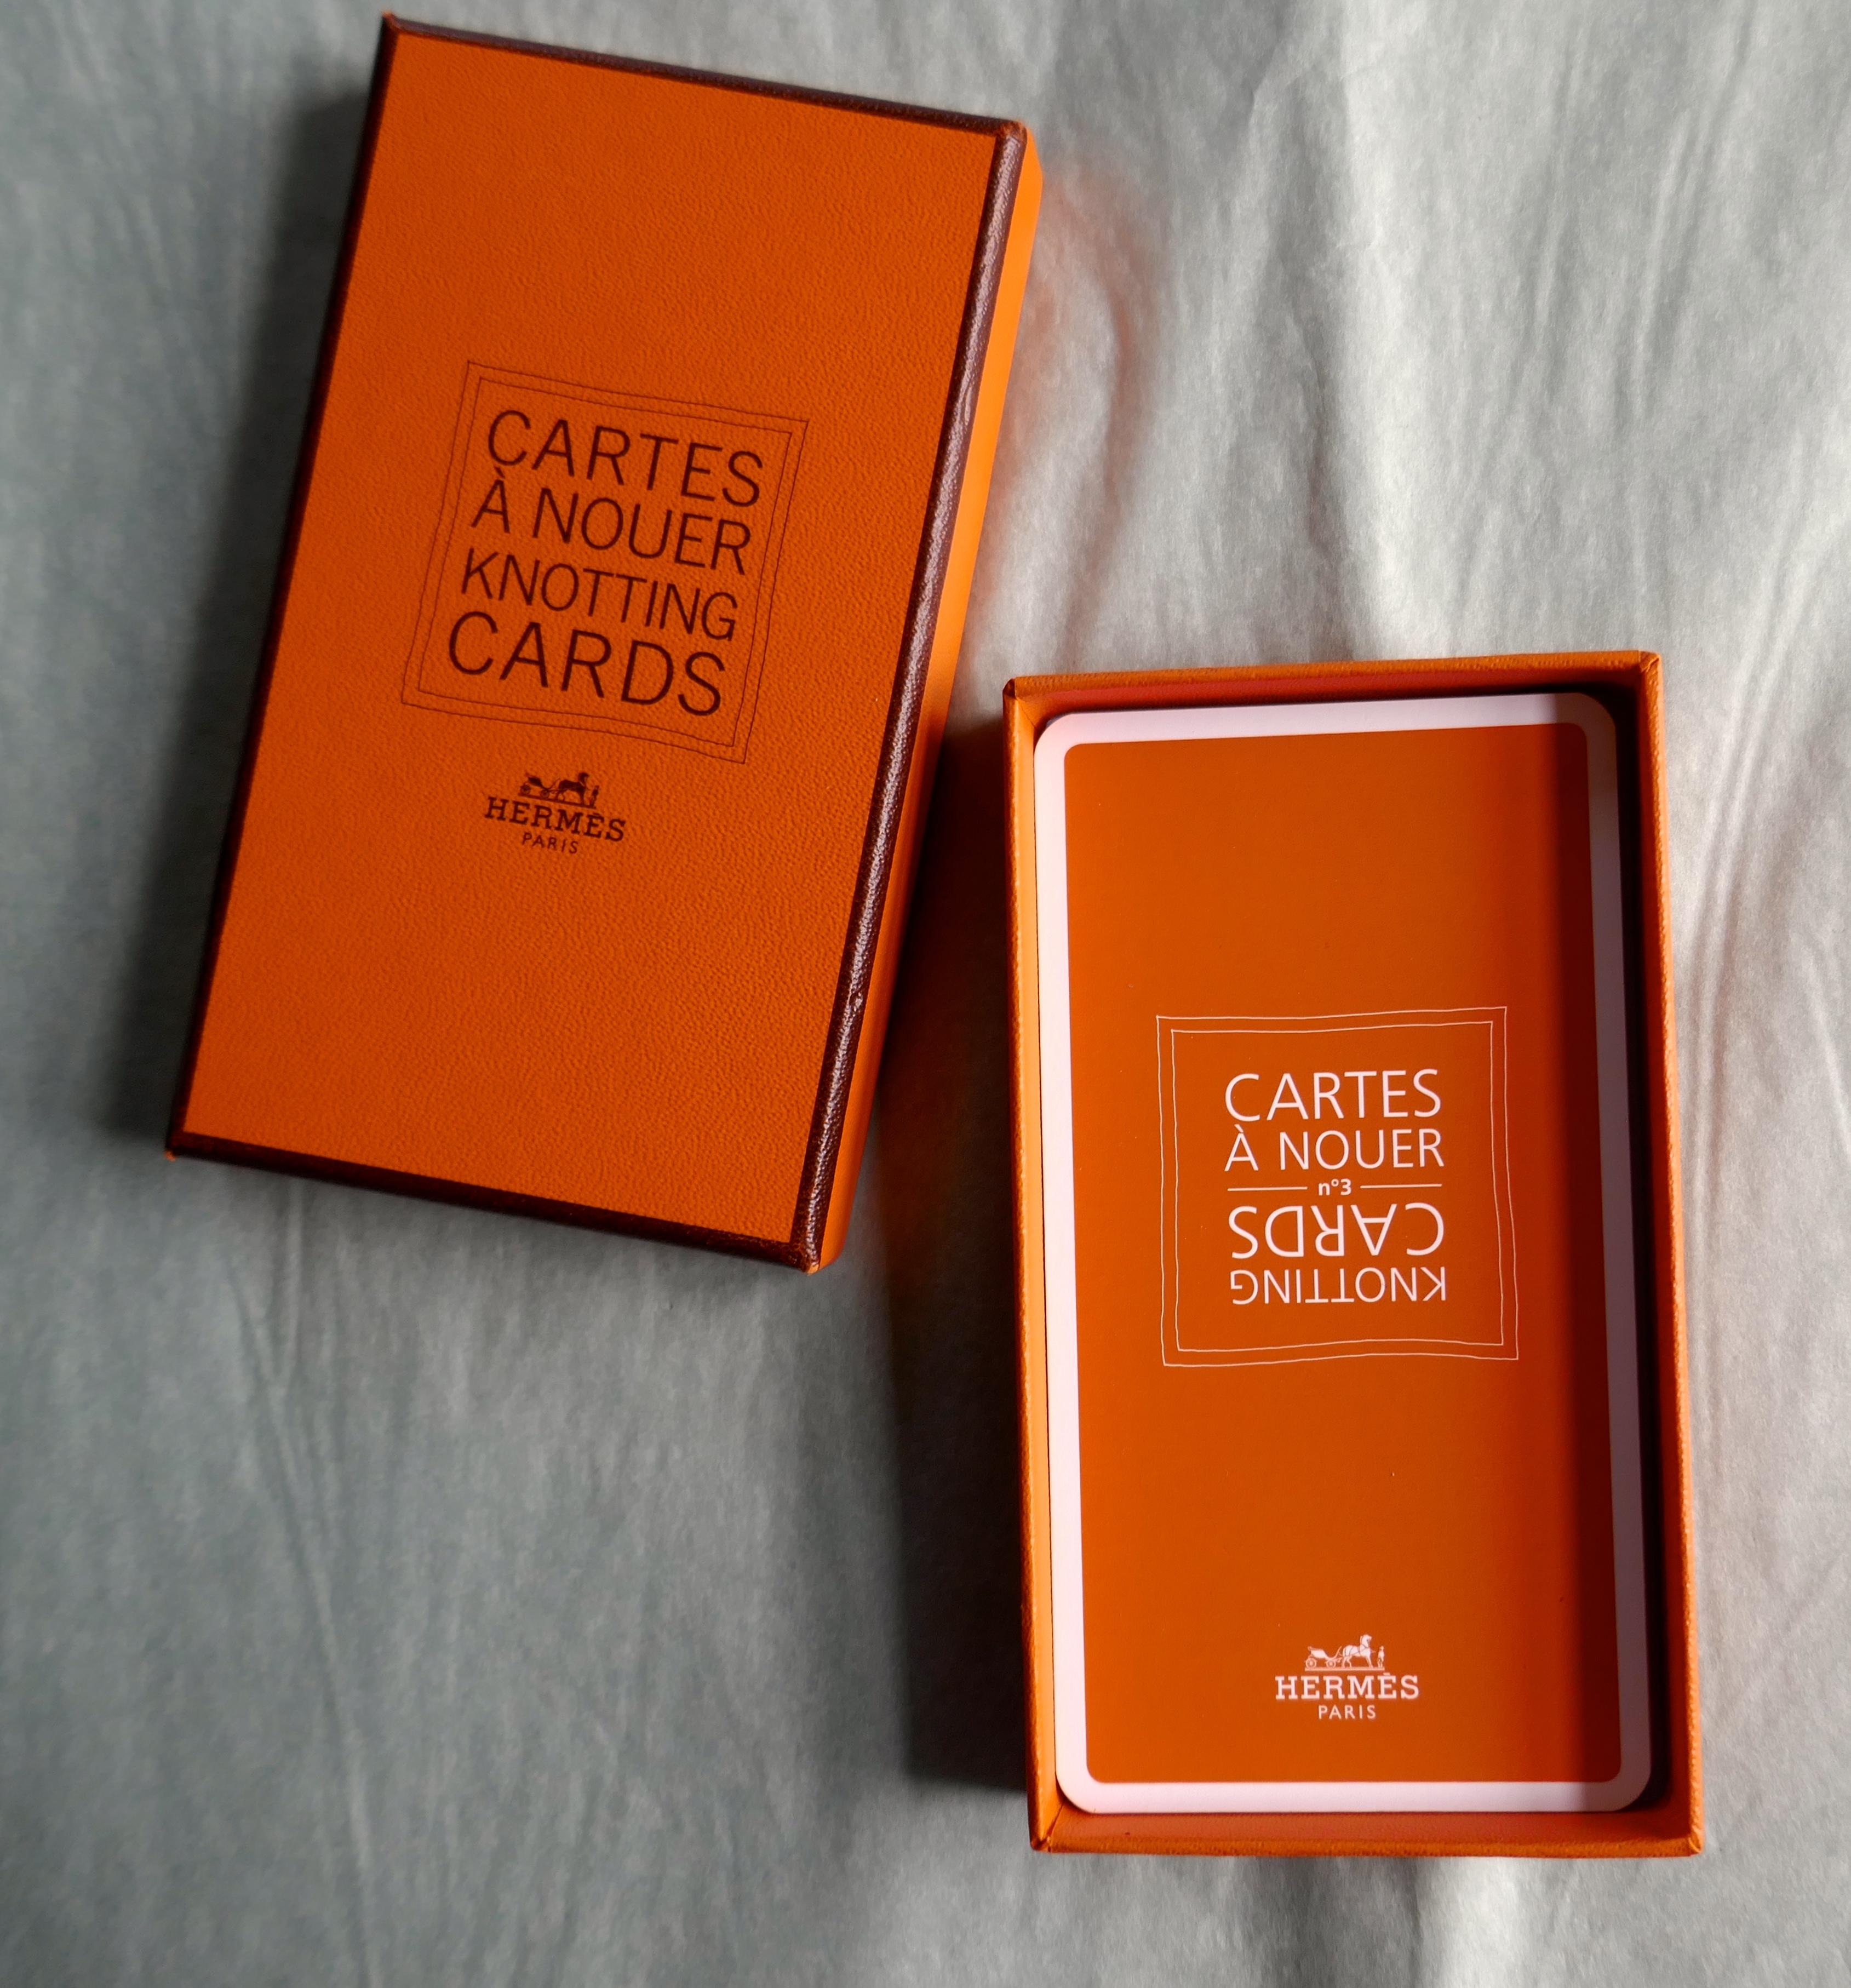 CARTES
À NOUER
KNOTTING
CARDS
HERMÈS
PARIS
CARTES
À NOUER
n°3
KNOTTING
CARDS
HERMÈS
PARIS